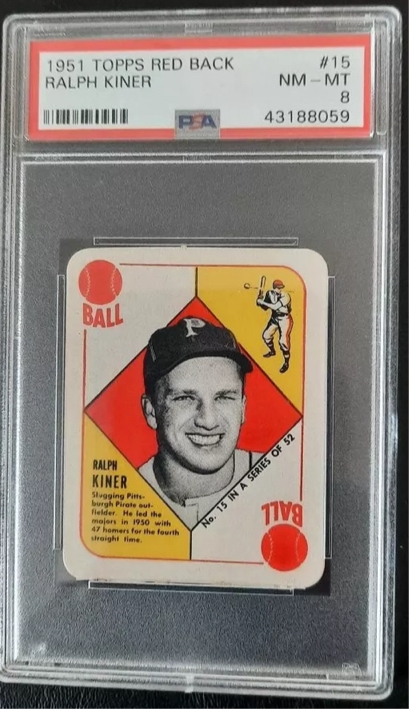 1951 TOPPS RED BACK #15
RALPH KINER NM - MT
8
PSA 43188059
BALL
P
RALPH
KINER
Slugging Pitts-
burgh Pirate out-
fielder. He led the
majors in 1950 with
47 homers for the fourth
straight time.
No. 15 IN A SERIES OF 52
BALL